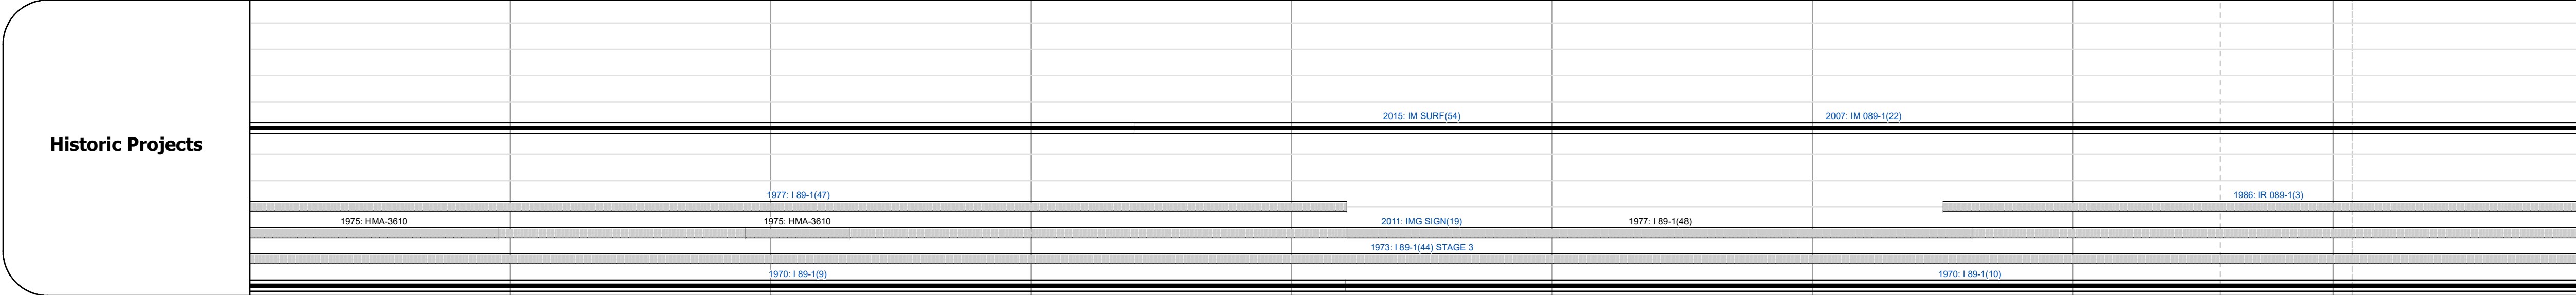 2015: IM SURF(54) 2007: IM 089-1(22)
Historic Projects
1977: I 89-1(47) 1986: IR 089-1(3)
1975: HMA-3610 1975: HMA-3610 2011: IMG SIGN(19) 1977: I 89-1(48)
1973: I 89-1(44) STAGE 3
1970: I 89-1(9) 1970: I 89-1(10)